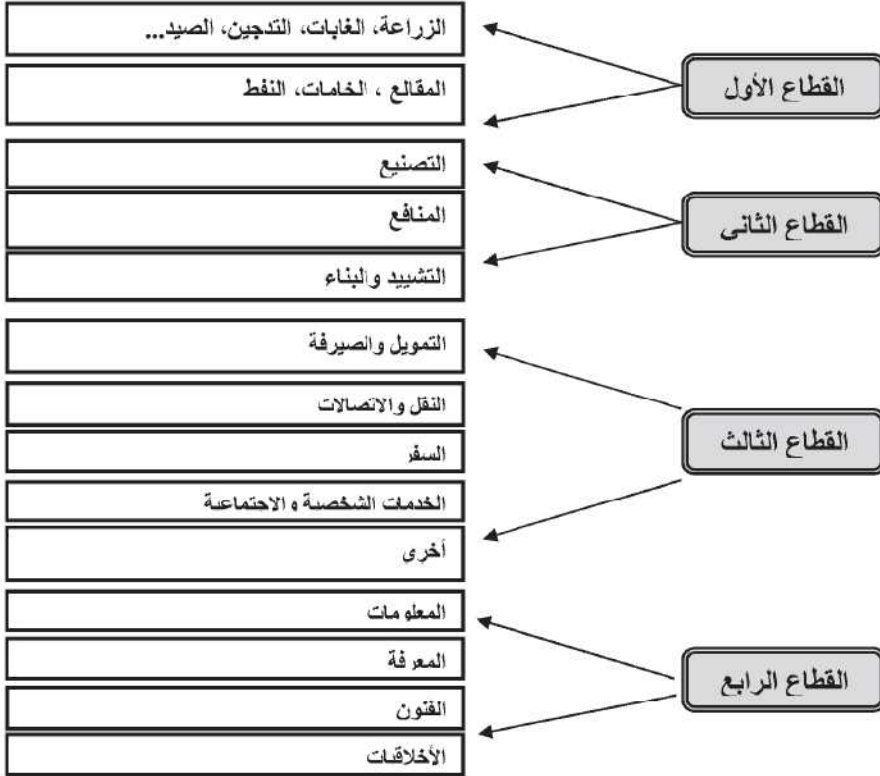 القطاع الأول
الزراعة، الغابات، التدجين، الصيد...
المقالع ، الخامات، النفط
القطاع الثاني
التصنيع
المنافع
التشييد والبناء
القطاع الثالث
التمويل والصيرفة
النقل والاتصالات
السفر
الخدمات الشخصية و الاجتماعية
أخرى
القطاع الرابع
المعلومات
المعرفة
الفنون
الأخلاقيات